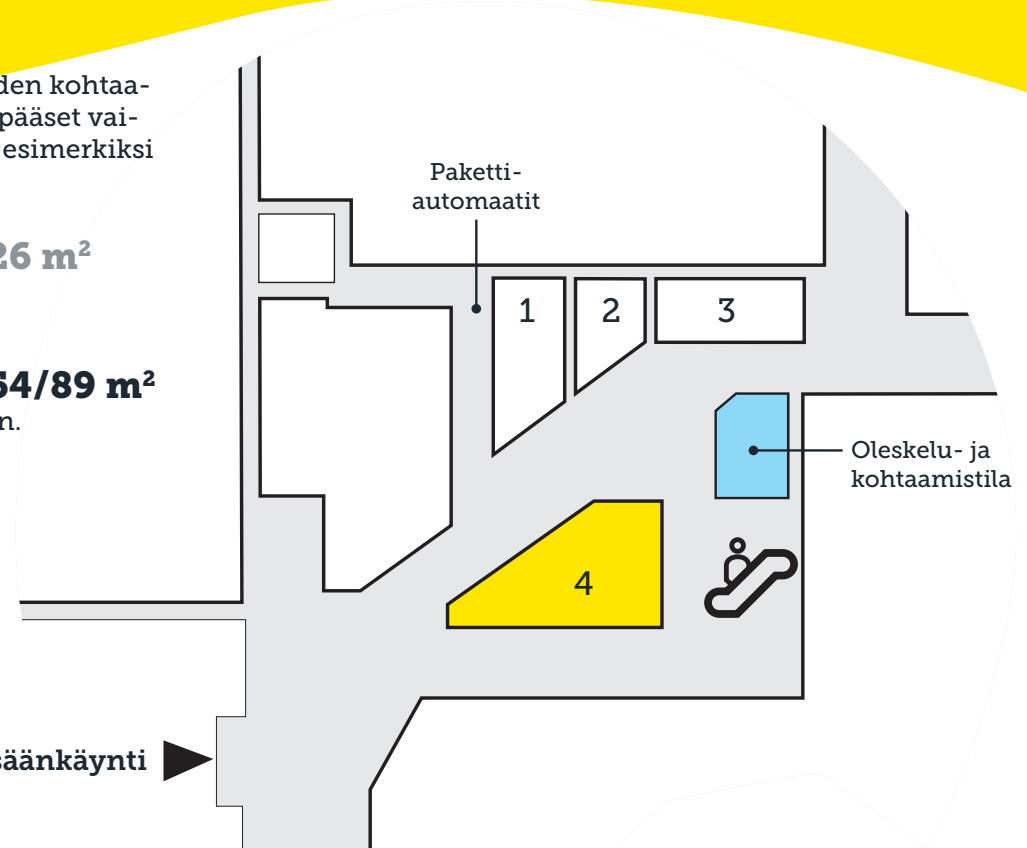 den kohtaa-
pääset vai-
esimerkiksi
26 m²
54/89 m²
n.
säänkäynti
Paketti-
automaatit
1
2
3
Oleskelu- ja
kohtaamistila
4